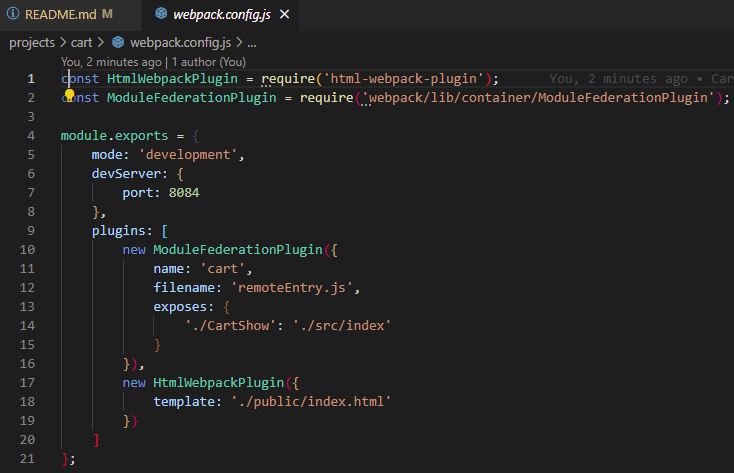 README.md M webpack.config.js
projects > cart > webpack.config.js > ...
You, 2 minutes ago | 1 author (You)
1 const HtmlWebpackPlugin = require('html-webpack-plugin'); You, 2 minutes ago • Car
2 const ModuleFederationPlugin = require('webpack/lib/container/ModuleFederationPlugin');
3
4 module.exports = {
5     mode: 'development',
6     devServer: {
7         port: 8084
8     },
9     plugins: [
10         new ModuleFederationPlugin({
11             name: 'cart',
12             filename: 'remoteEntry.js',
13             exposes: {
14                 './CartShow': './src/index'
15             }
16         }),
17         new HtmlWebpackPlugin({
18             template: './public/index.html'
19         })
20     ]
21 };